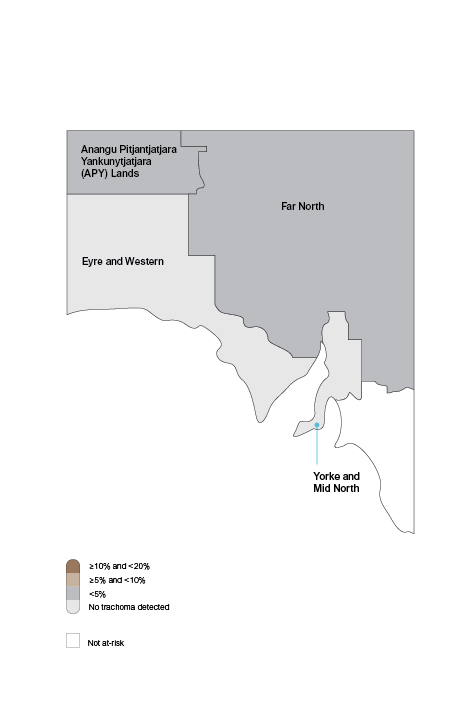 Anangu Pitjantjatjara
Yankunytjatjara
(APY) Lands
Far North
Eyre and Western
Yorke and
Mid North
≥10% and <20%
≥5% and <10%
<5%
No trachoma detected
Not at-risk